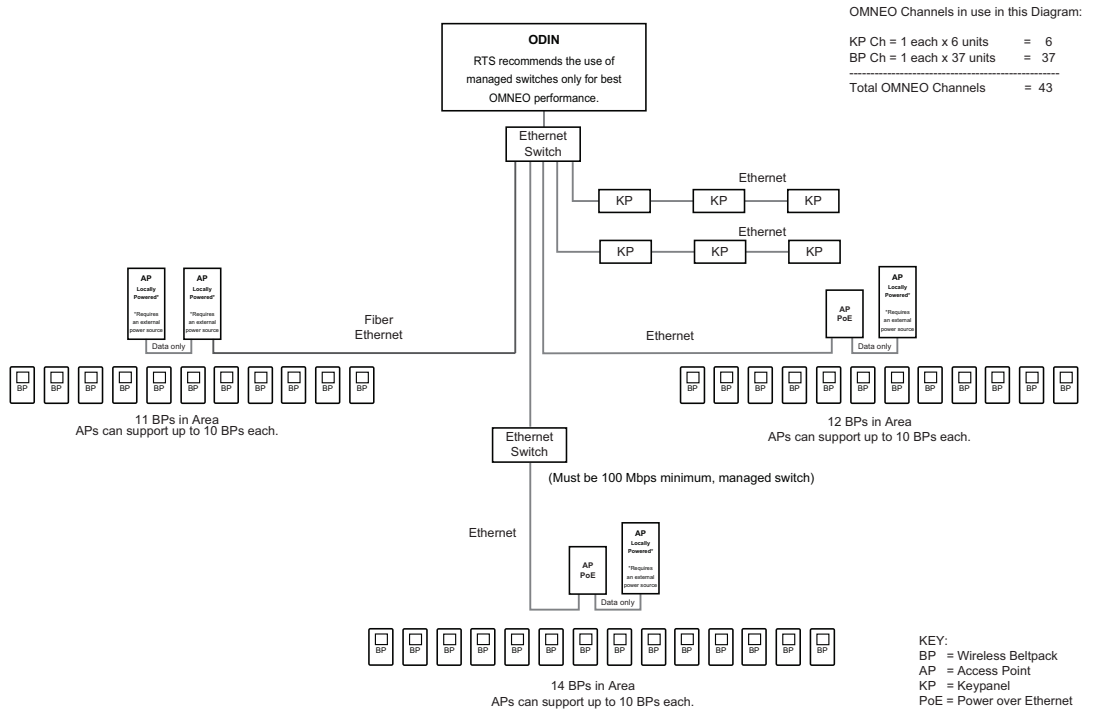 OMNEO Channels in use in this Diagram:
KP Ch = 1 each x 6 units = 6
BP Ch = 1 each x 37 units = 37
------------------------------------------------
Total OMNEO Channels = 43
ODIN
RTS recommends the use of
managed switches only for best
OMNEO performance.
Ethernet
Switch
Ethernet
KP KP KP
Ethernet
KP KP KP
AP
Locally
Powered*
*Requires
an external
power source
AP
Locally
Powered*
*Requires
an external
power source
Data only
Fiber
Ethernet
Ethernet
AP
PoE
AP
Locally
Powered*
*Requires
an external
power source
Data only
BP BP BP BP BP BP BP BP BP BP BP
11 BPs in Area
APs can support up to 10 BPs each.
BP BP BP BP BP BP BP BP BP BP BP BP
12 BPs in Area
APs can support up to 10 BPs each.
Ethernet
Switch
(Must be 100 Mbps minimum, managed switch)
Ethernet
AP
PoE
AP
Locally
Powered*
*Requires
an external
power source
Data only
BP BP BP BP BP BP BP BP BP BP BP BP BP BP
14 BPs in Area
APs can support up to 10 BPs each.
KEY:
BP = Wireless Beltpack
AP = Access Point
KP = Keypanel
PoE = Power over Ethernet